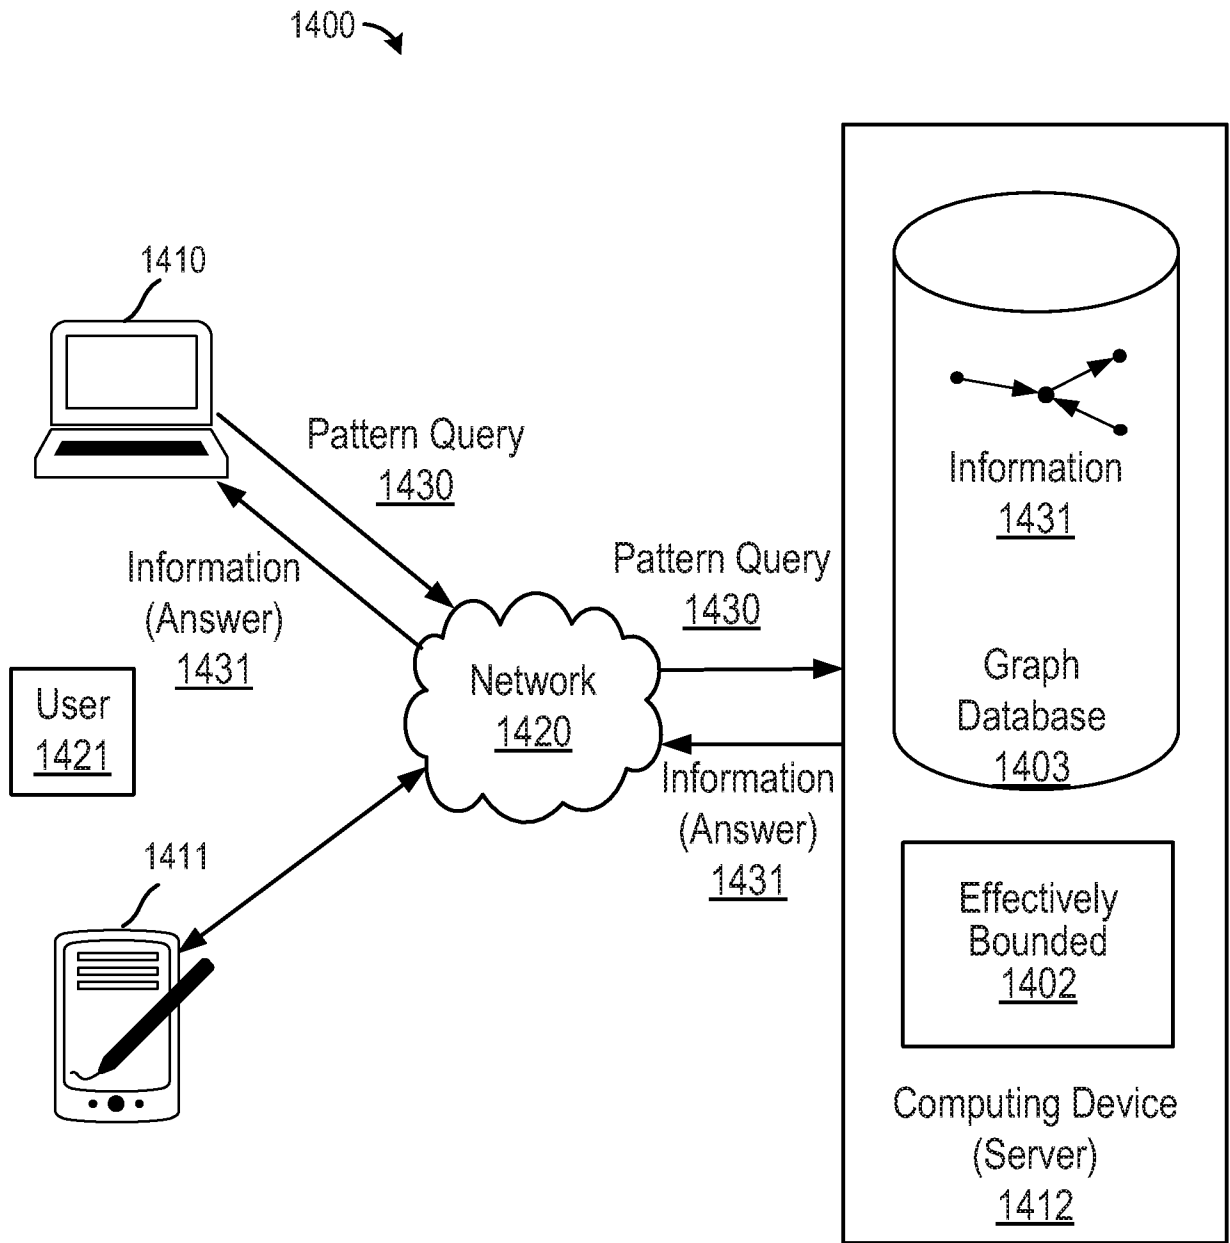 1400
1410
Pattern Query
1430
Information
(Answer)
1431
User
1421
Network
1420
1411
Pattern Query
1430
Information
(Answer)
1431
Information
1431
Graph
Database
1403
Effectively
Bounded
1402
Computing Device
(Server)
1412